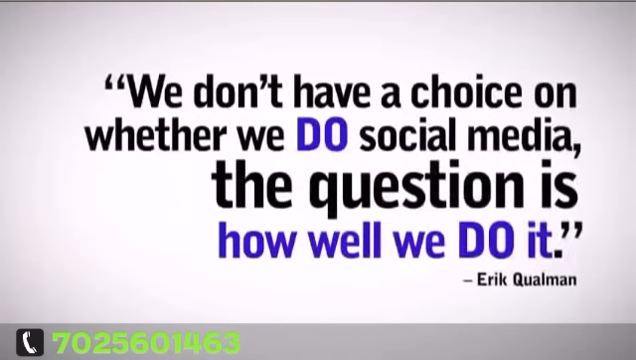 “We don’t have a choice on
whether we DO social media,
the question is
how well we DO it.”
– Erik Qualman
7025601463